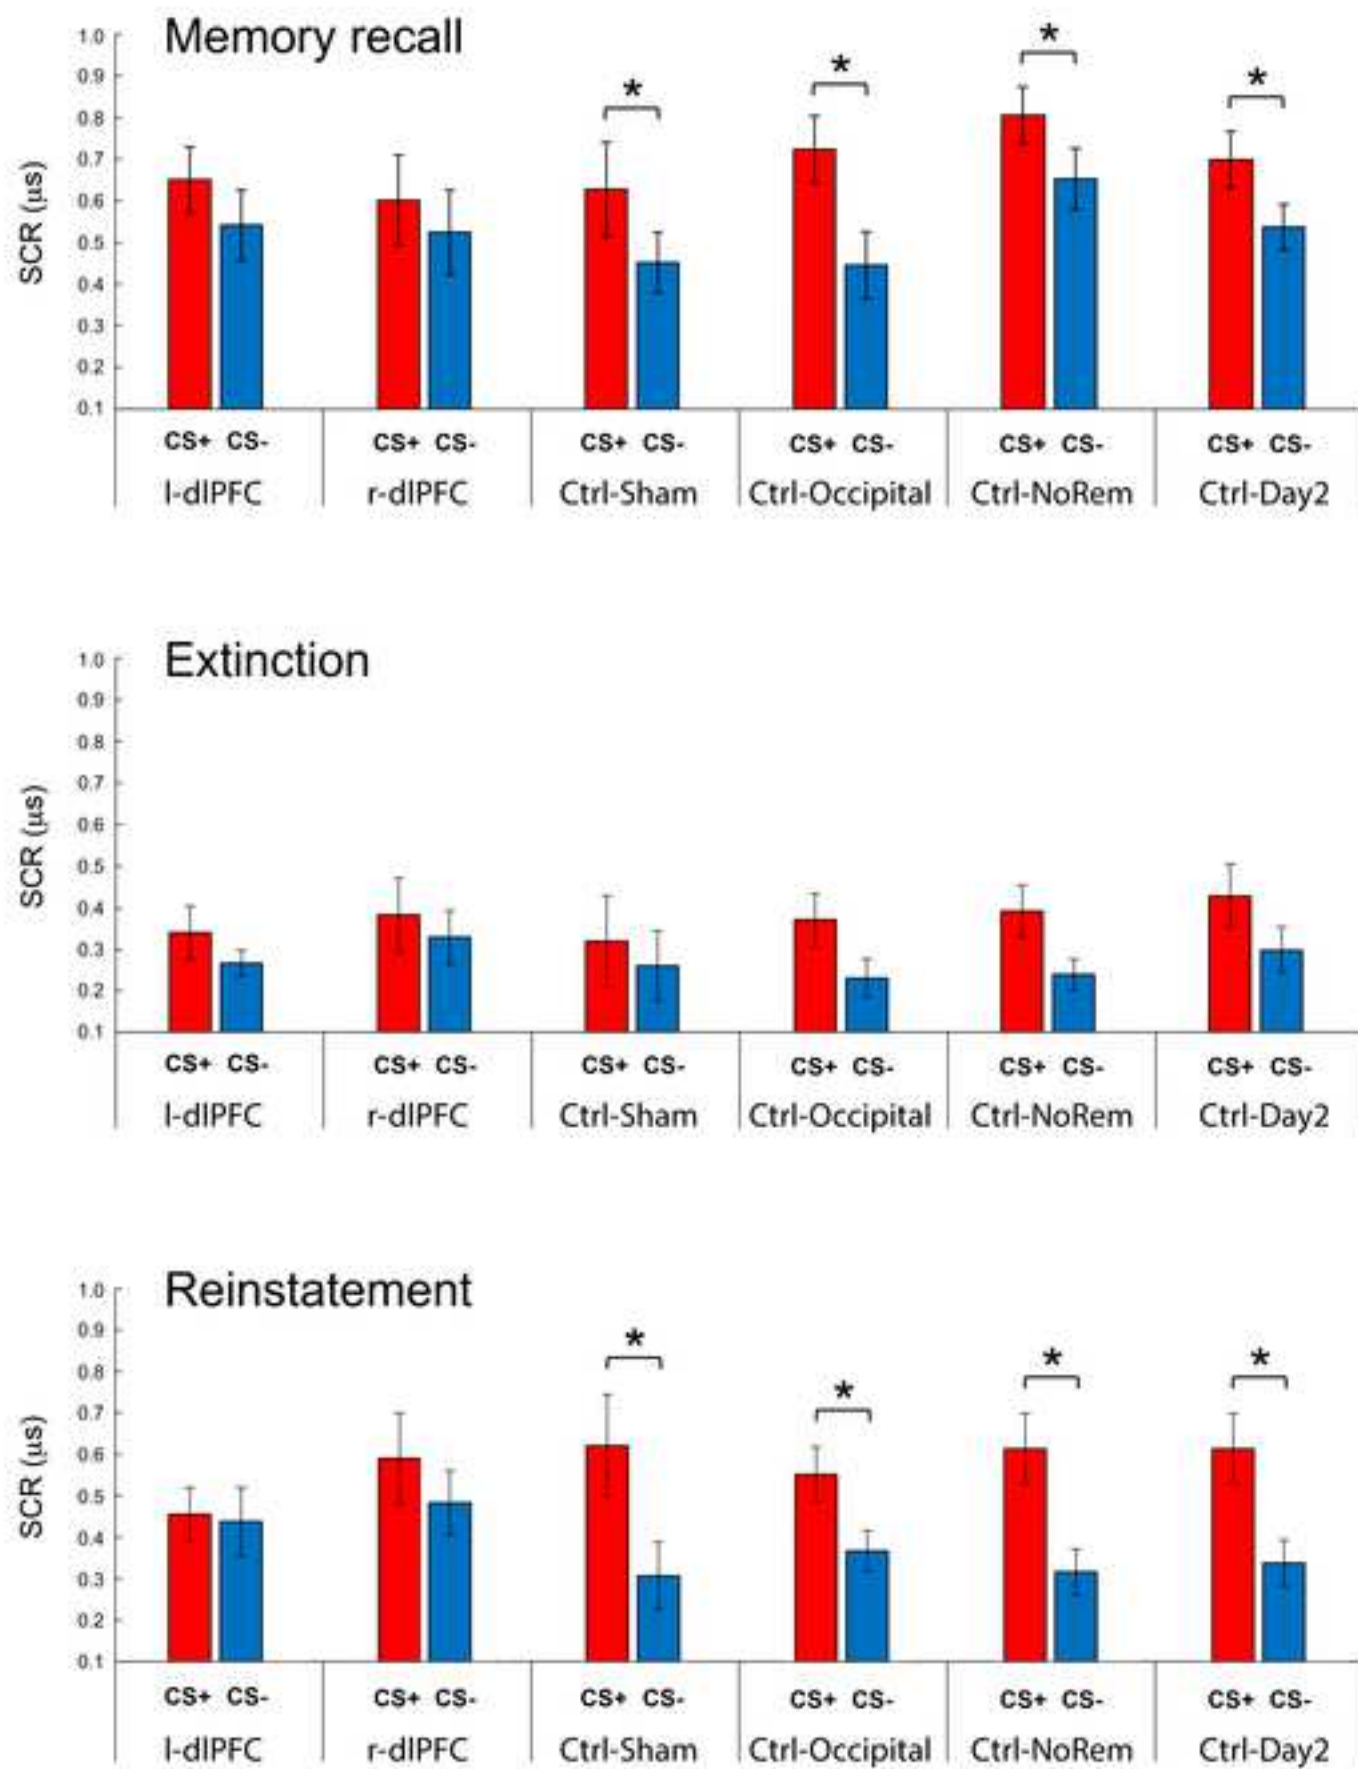 Memory recall
* * * *
SCR (μs)
1.0
0.9
0.8
0.7
0.6
0.5
0.4
0.3
0.2
0.1
CS+ CS- CS+ CS- CS+ CS- CS+ CS- CS+ CS- CS+ CS-
l-dlPFC r-dlPFC Ctrl-Sham Ctrl-Occipital Ctrl-NoRem Ctrl-Day2
Extinction
SCR (μs)
1.0
0.9
0.8
0.7
0.6
0.5
0.4
0.3
0.2
0.1
CS+ CS- CS+ CS- CS+ CS- CS+ CS- CS+ CS- CS+ CS-
l-dlPFC r-dlPFC Ctrl-Sham Ctrl-Occipital Ctrl-NoRem Ctrl-Day2
Reinstatement
* * * *
SCR (μs)
1.0
0.9
0.8
0.7
0.6
0.5
0.4
0.3
0.2
0.1
CS+ CS- CS+ CS- CS+ CS- CS+ CS- CS+ CS- CS+ CS-
l-dlPFC r-dlPFC Ctrl-Sham Ctrl-Occipital Ctrl-NoRem Ctrl-Day2